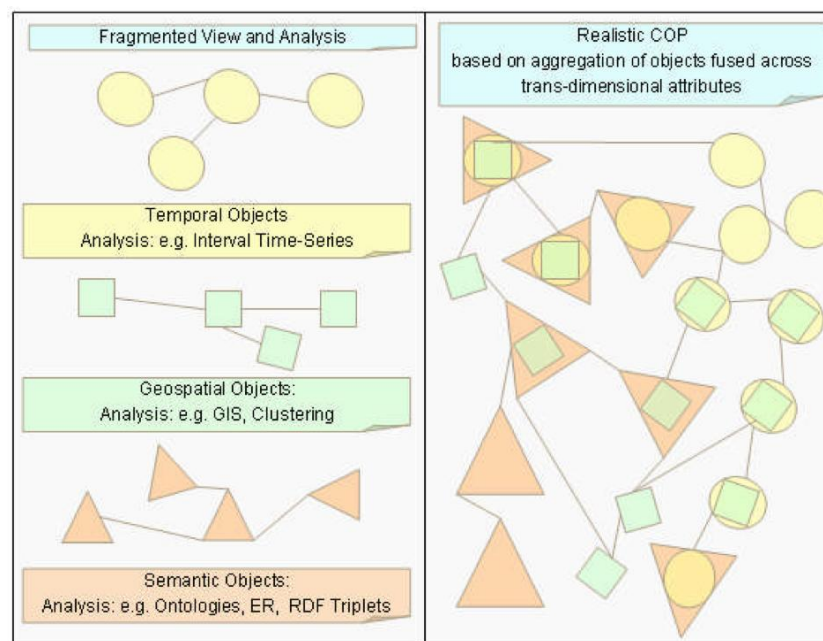 Fragmented View and Analysis
Temporal Objects
Analysis: e.g. Interval Time-Series
Geospatial Objects:
Analysis: e.g. GIS, Clustering
Semantic Objects:
Analysis: e.g. Ontologies, ER, RDF Triplets
Realistic COP
based on aggregation of objects fused across
trans-dimensional attributes